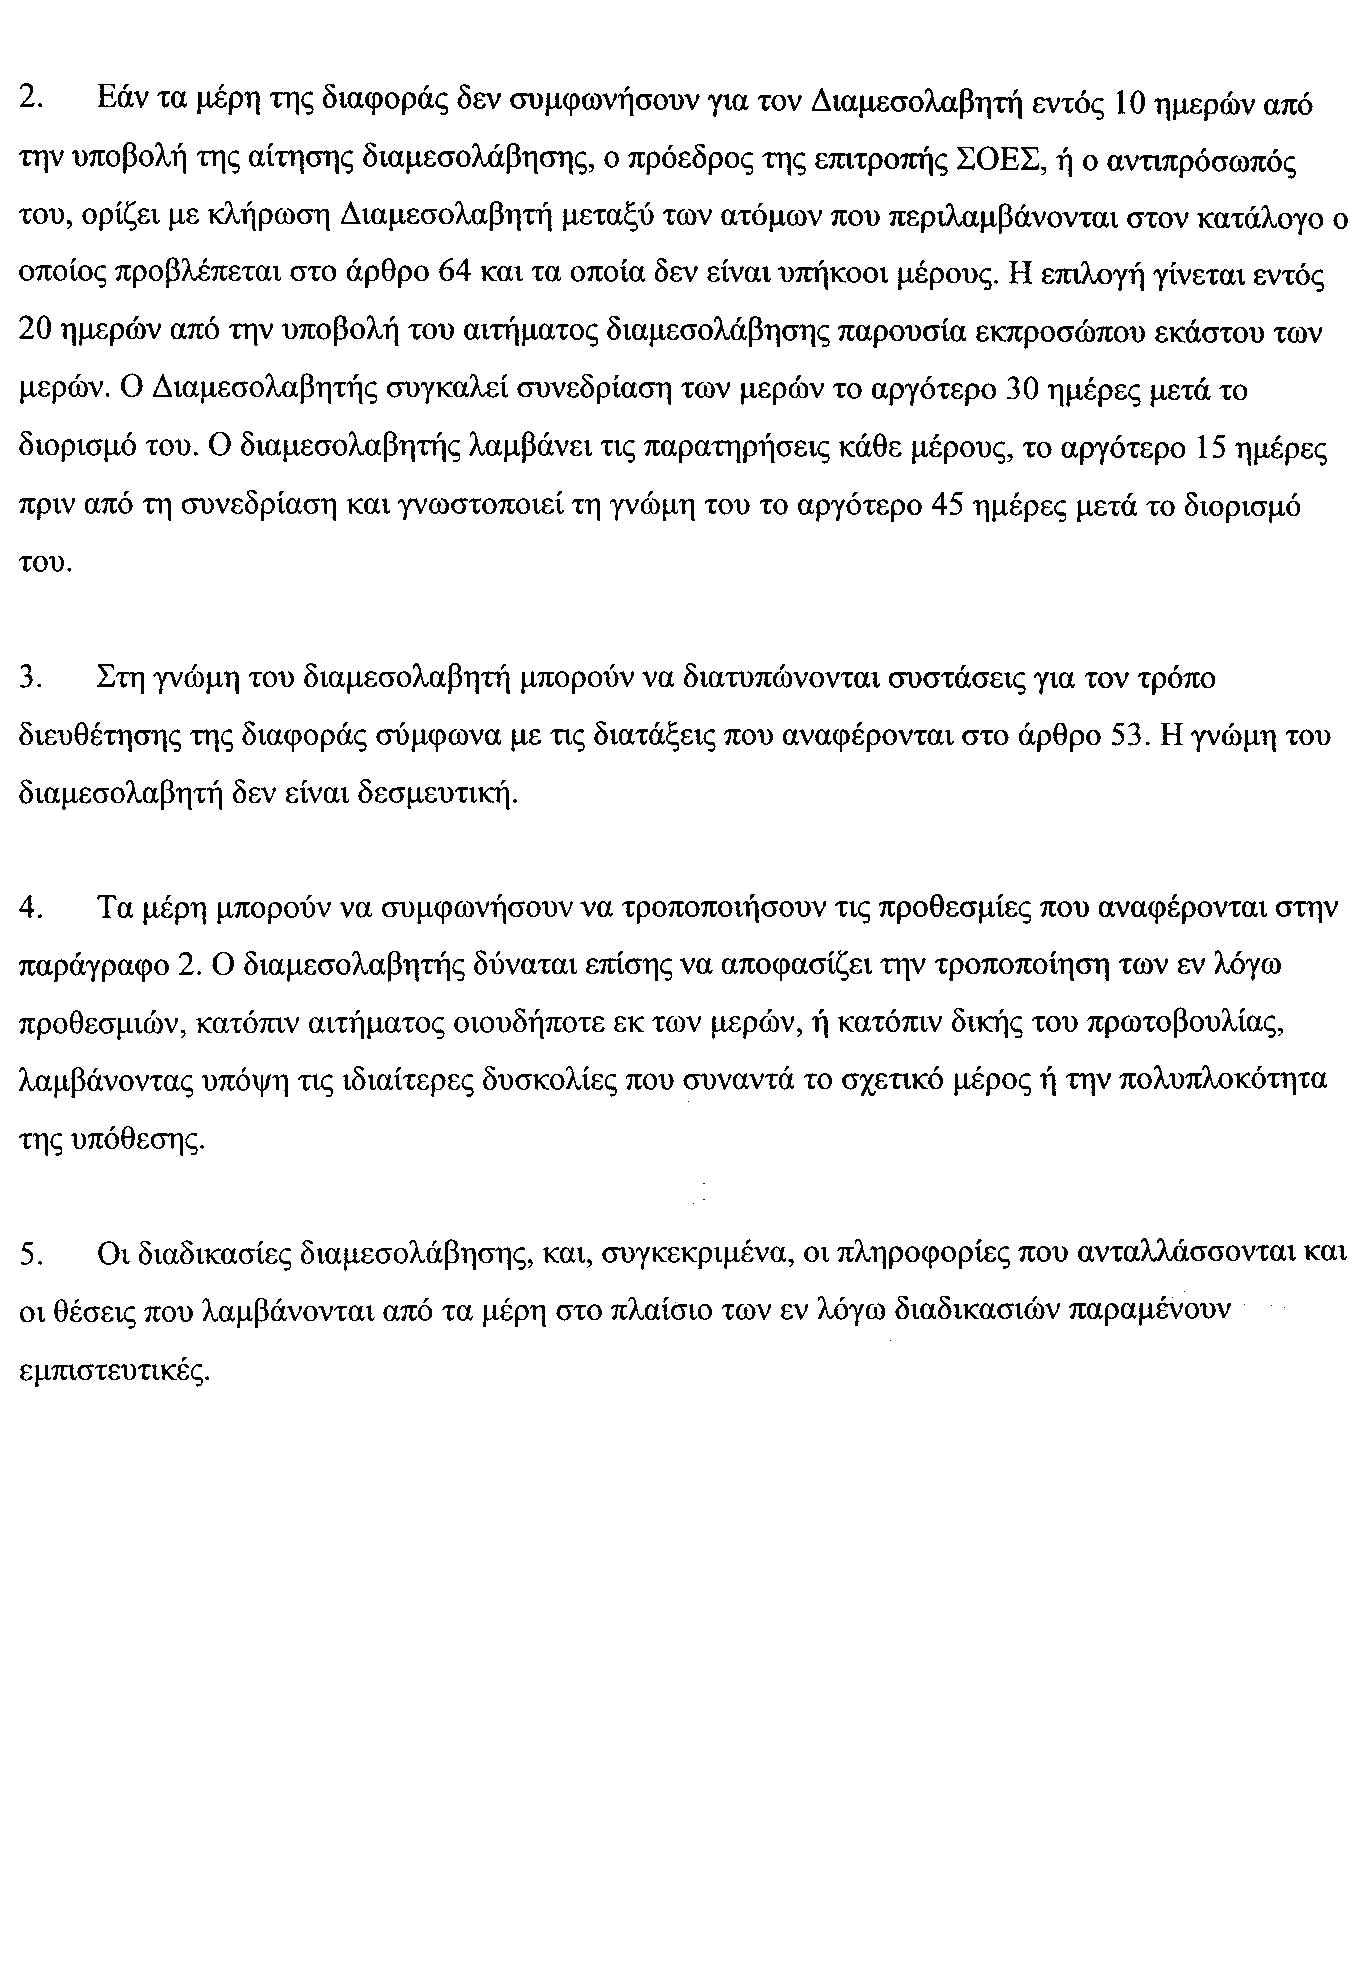 2. Εάν τα μέρη της διαφοράς δεν συμφωνήσουν για τον Διαμεσολαβητή εντός 10 ημερών από
την υποβολή της αίτησης διαμεσολάβησης, ο πρόεδρος της επιτροπής ΣΟΕΣ, ή ο αντιπρόσωπός
του, ορίζει με κλήρωση Διαμεσολαβητή μεταξύ των ατόμων που περιλαμβάνονται στον κατάλογο ο
οποίος προβλέπεται στο άρθρο 64 και τα οποία δεν είναι υπήκοοι μέρους. Η επιλογή γίνεται εντός
20 ημερών από την υποβολή του αιτήματος διαμεσολάβησης παρουσία εκπροσώπου εκάστου των
μερών. Ο Διαμεσολαβητής συγκαλεί συνεδρίαση των μερών το αργότερο 30 ημέρες μετά το
διορισμό του. Ο διαμεσολαβητής λαμβάνει τις παρατηρήσεις κάθε μέρους, το αργότερο 15 ημέρες
πριν από τη συνεδρίαση και γνωστοποιεί τη γνώμη του το αργότερο 45 ημέρες μετά το διορισμό
του.
3. Στη γνώμη του διαμεσολαβητή μπορούν να διατυπώνονται συστάσεις για τον τρόπο
διευθέτησης της διαφοράς σύμφωνα με τις διατάξεις που αναφέρονται στο άρθρο 53. Η γνώμη του
διαμεσολαβητή δεν είναι δεσμευτική.
4. Τα μέρη μπορούν να συμφωνήσουν να τροποποιήσουν τις προθεσμίες που αναφέρονται στην
παράγραφο 2. Ο διαμεσολαβητής δύναται επίσης να αποφασίζει την τροποποίηση των εν λόγω
προθεσμιών, κατόπιν αιτήματος οιουδήποτε εκ των μερών, ή κατόπιν δικής του πρωτοβουλίας,
λαμβάνοντας υπόψη τις ιδιαίτερες δυσκολίες που συναντά το σχετικό μέρος ή την πολυπλοκότητα
της υπόθεσης.
5. Οι διαδικασίες διαμεσολάβησης, και, συγκεκριμένα, οι πληροφορίες που ανταλλάσσονται και
οι θέσεις που λαμβάνονται από τα μέρη στο πλαίσιο των εν λόγω διαδικασιών παραμένουν
εμπιστευτικές.